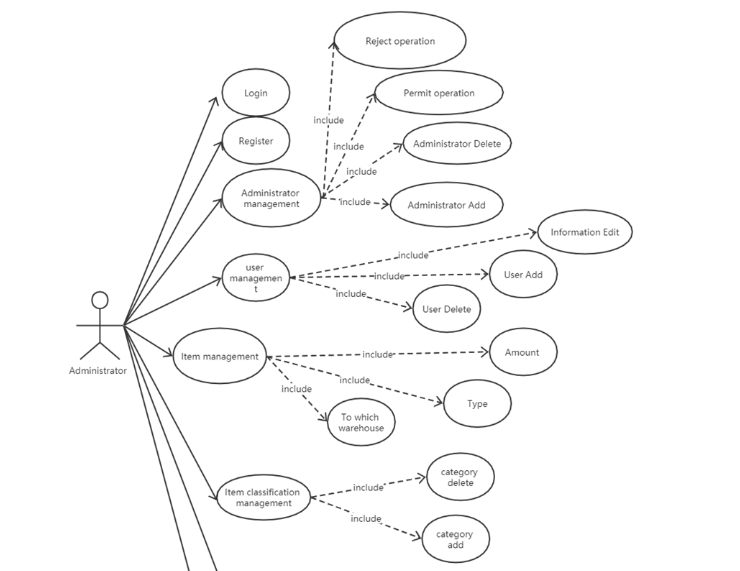 Reject operation
Login
Permit operation
include
Register
include
Administrator Delete
include
Administrator
management
include
Administrator Add
Information Edit
include
user
managemen
t
include
User Add
include
User Delete
Administrator
Item management
include
Amount
include
include
Type
To which
warehouse
category
delete
include
Item classification
management
include
category
add